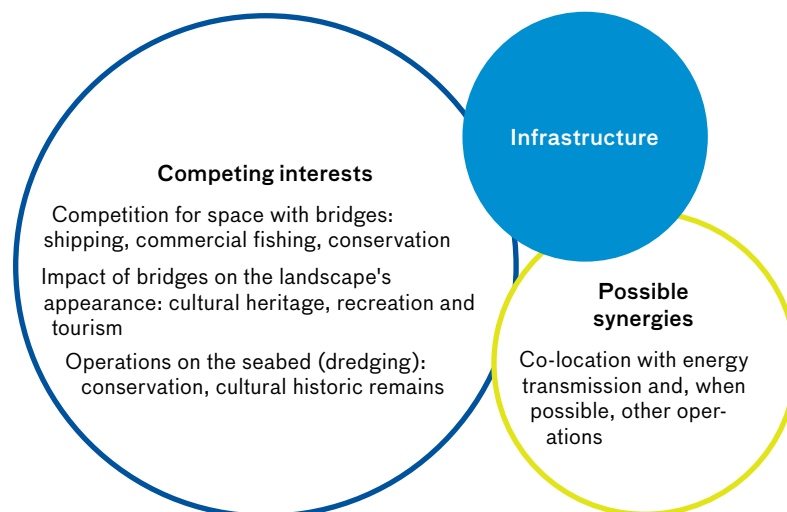 Infrastructure
Competing interests
Competition for space with bridges:
shipping, commercial fishing, conservation
Impact of bridges on the landscape's
appearance: cultural heritage, recreation and
tourism
Operations on the seabed (dredging):
conservation, cultural historic remains
Possible
synergies
Co-location with energy
transmission and, when
possible, other oper-
ations